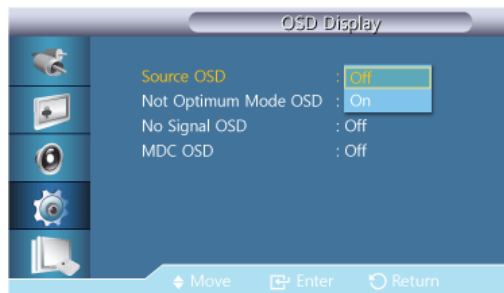 OSD Display
Source OSD : Off
Not Optimum Mode OSD : On
No Signal OSD : Off
MDC OSD : Off
Move Enter Return